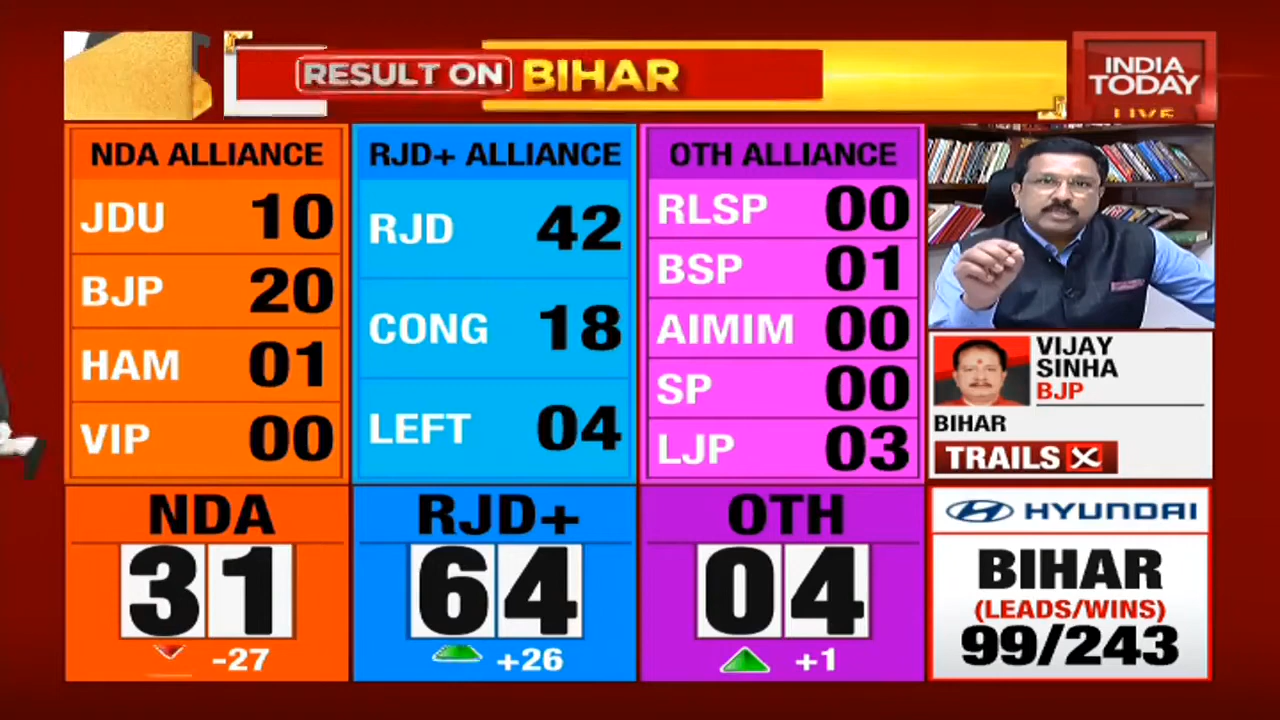 RESULT ON BIHAR
INDIA
TODAY
LIVE
NDA ALLIANCE
JDU 10
BJP 20
HAM 01
VIP 00
NDA
31
-27
RJD+ ALLIANCE
RJD 42
CONG 18
LEFT 04
RJD+
64
+26
OTH ALLIANCE
RLSP 00
BSP 01
AIMIM 00
SP 00
LJP 03
OTH
04
+1
VIJAY
SINHA
BJP
BIHAR
TRAILS
HYUNDAI
BIHAR
(LEADS/WINS)
99/243